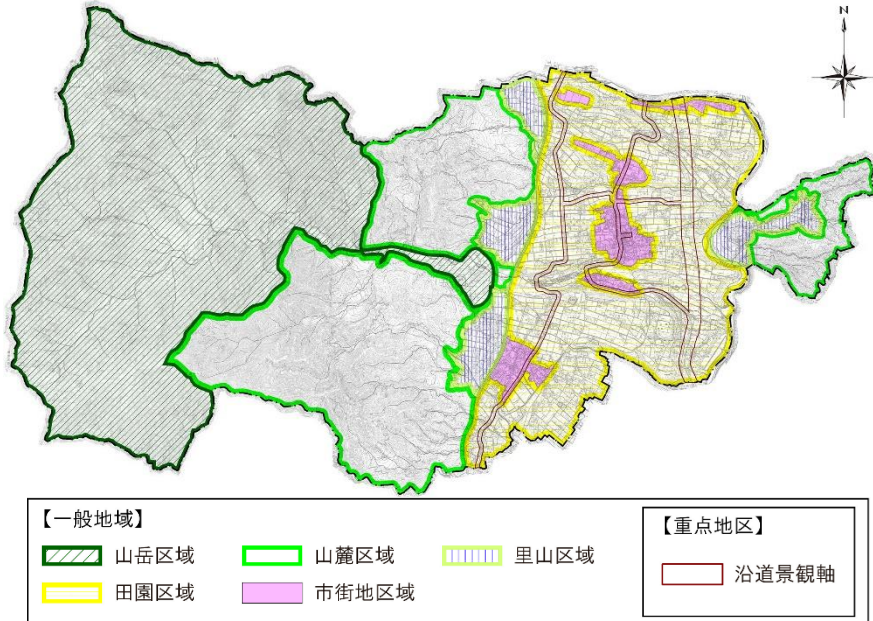 N
【一般地域】
山岳区域
山麓区域
里山区域
田園区域
市街地区域
【重点地区】
沿道景観軸